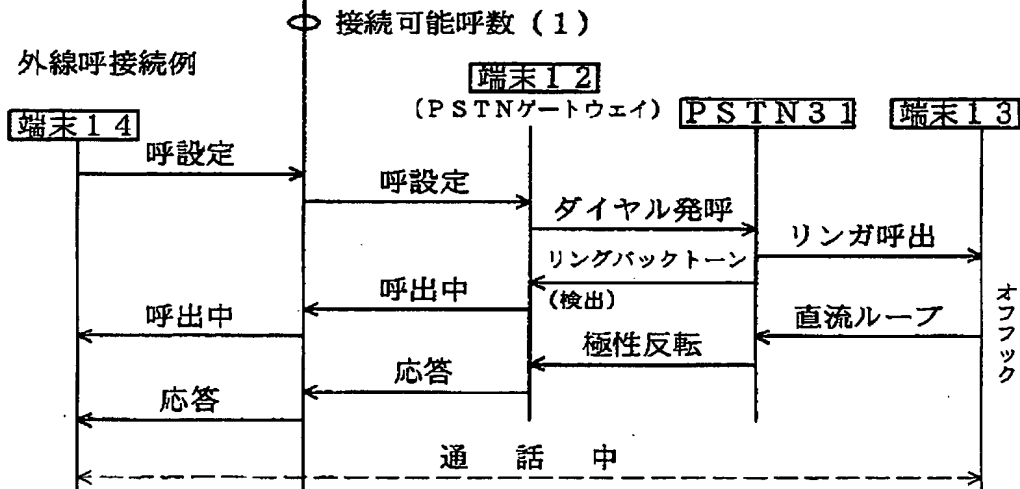 接続可能呼数(1)
外線呼接続例
端末12
(PSTNゲートウェイ)
端末14
PSTN31
端末13
呼設定
呼設定
ダイヤル発呼
リンガ呼出
リングバックトーン
(検出)
呼出中
呼出中
直流ループ
オフフック
極性反転
応答
応答
通話中